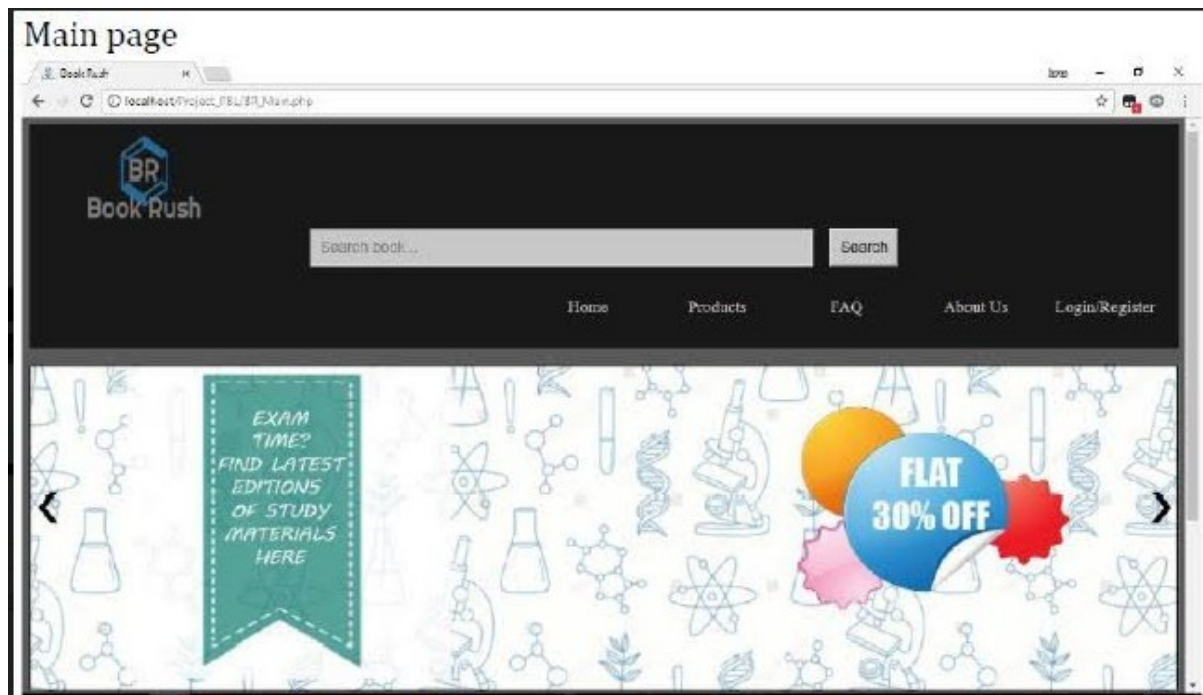 Main page
Book Rush
localhost/Project_PBL/BR_Main.php
BR
Book Rush
Search book...
Search
Home Products FAQ About Us Login/Register
EXAM
TIME?
FIND LATEST
EDITIONS
OF STUDY
MATERIALS
HERE
FLAT
30% OFF